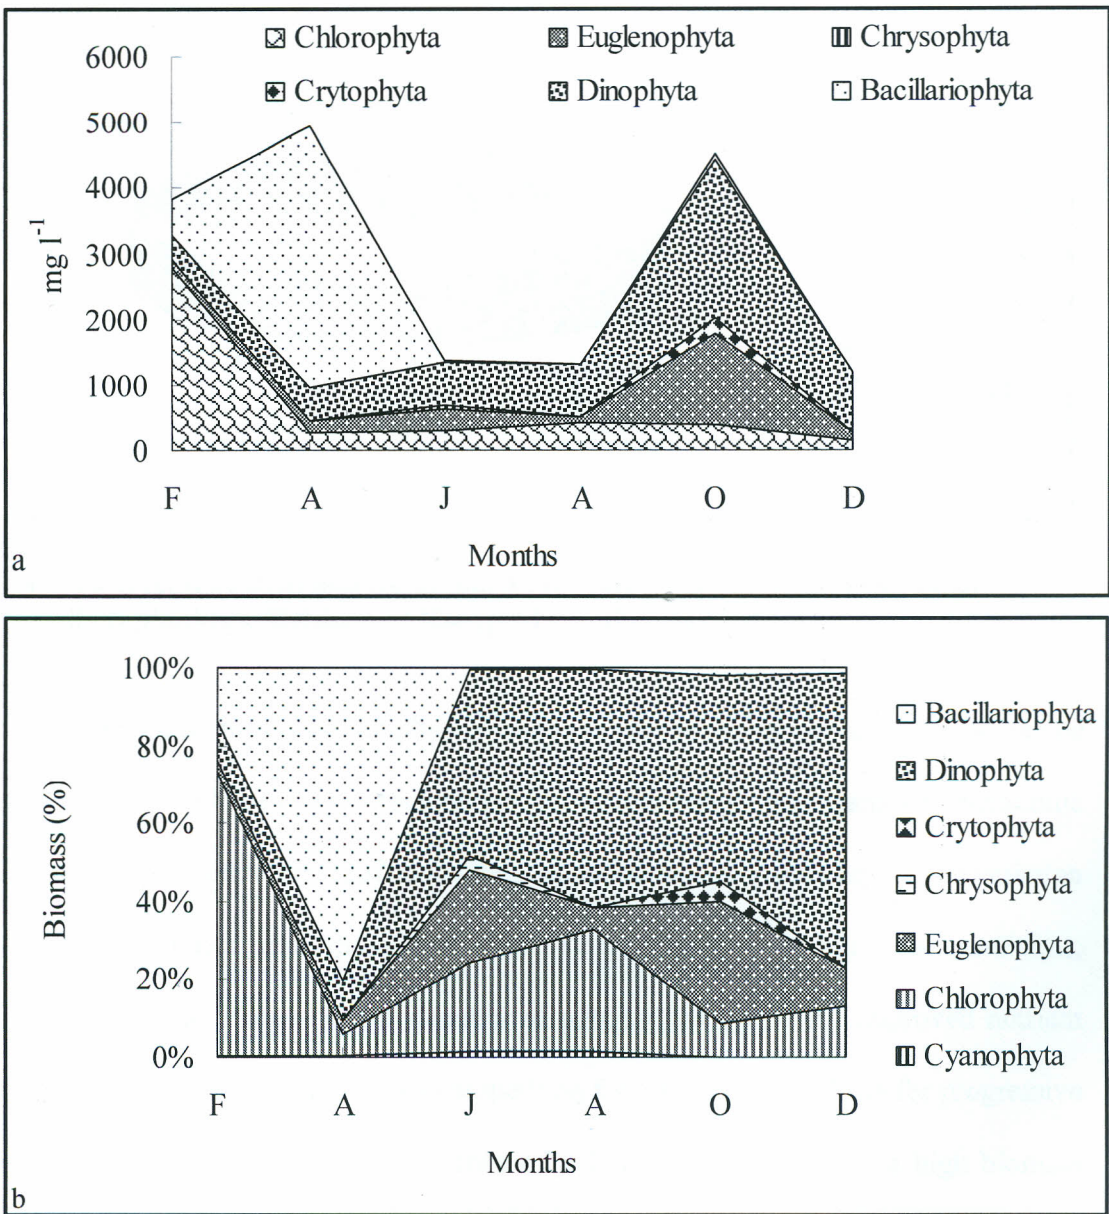 Chlorophyta Euglenophyta Chrysophyta
Crytophyta Dinophyta Bacillariophyta
6000
5000
4000
3000
2000
1000
0
mg l⁻¹
F A J A O D
Months
a
100%
80%
60%
40%
20%
0%
Biomass (%)
Bacillariophyta
Dinophyta
Crytophyta
Chrysophyta
Euglenophyta
Chlorophyta
Cyanophyta
F A J A O D
Months
b